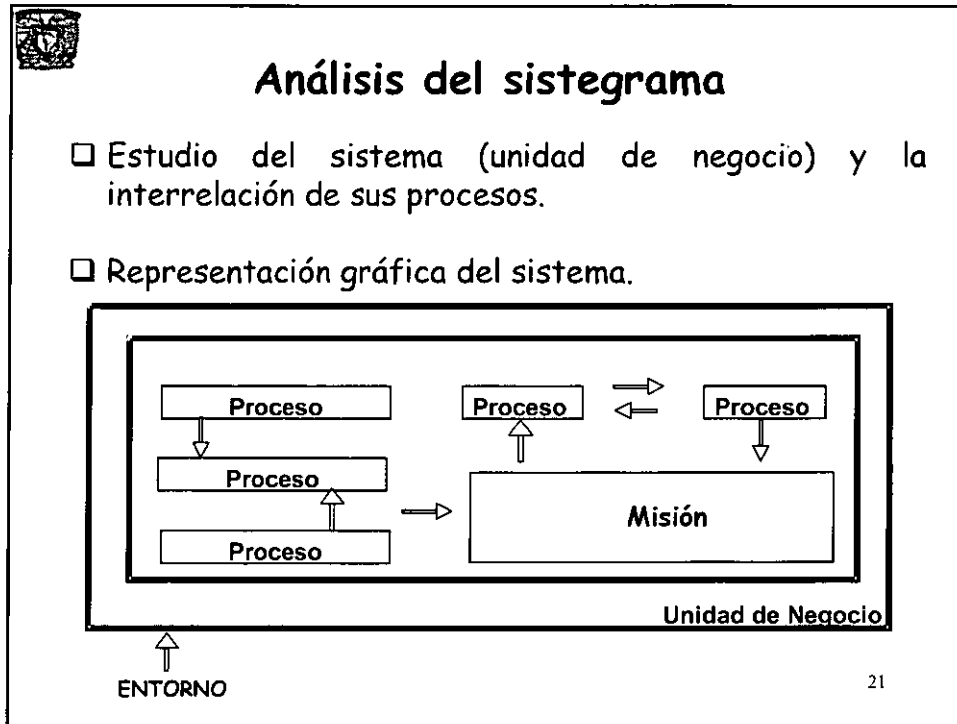 Análisis del sistegrama
❑ Estudio del sistema (unidad de negocio) y la
interrelación de sus procesos.
❑ Representación gráfica del sistema.
Proceso
Proceso
Proceso
Proceso
Proceso
Misión
Proceso
Unidad de Negocio
ENTORNO
21